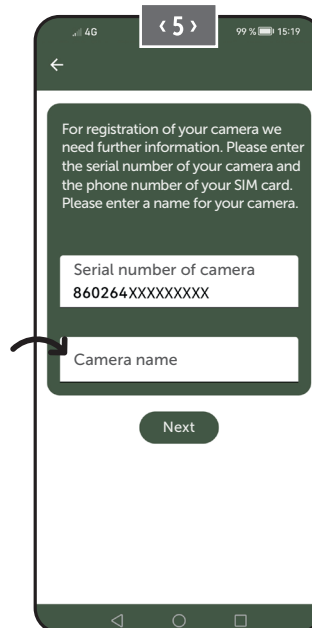 4G
‹ 5 ›
99 % 15:19
For registration of your camera we
need further information. Please enter
the serial number of your camera and
the phone number of your SIM card.
Please enter a name for your camera.
Serial number of camera
860264XXXXXXXXX
Camera name
Next